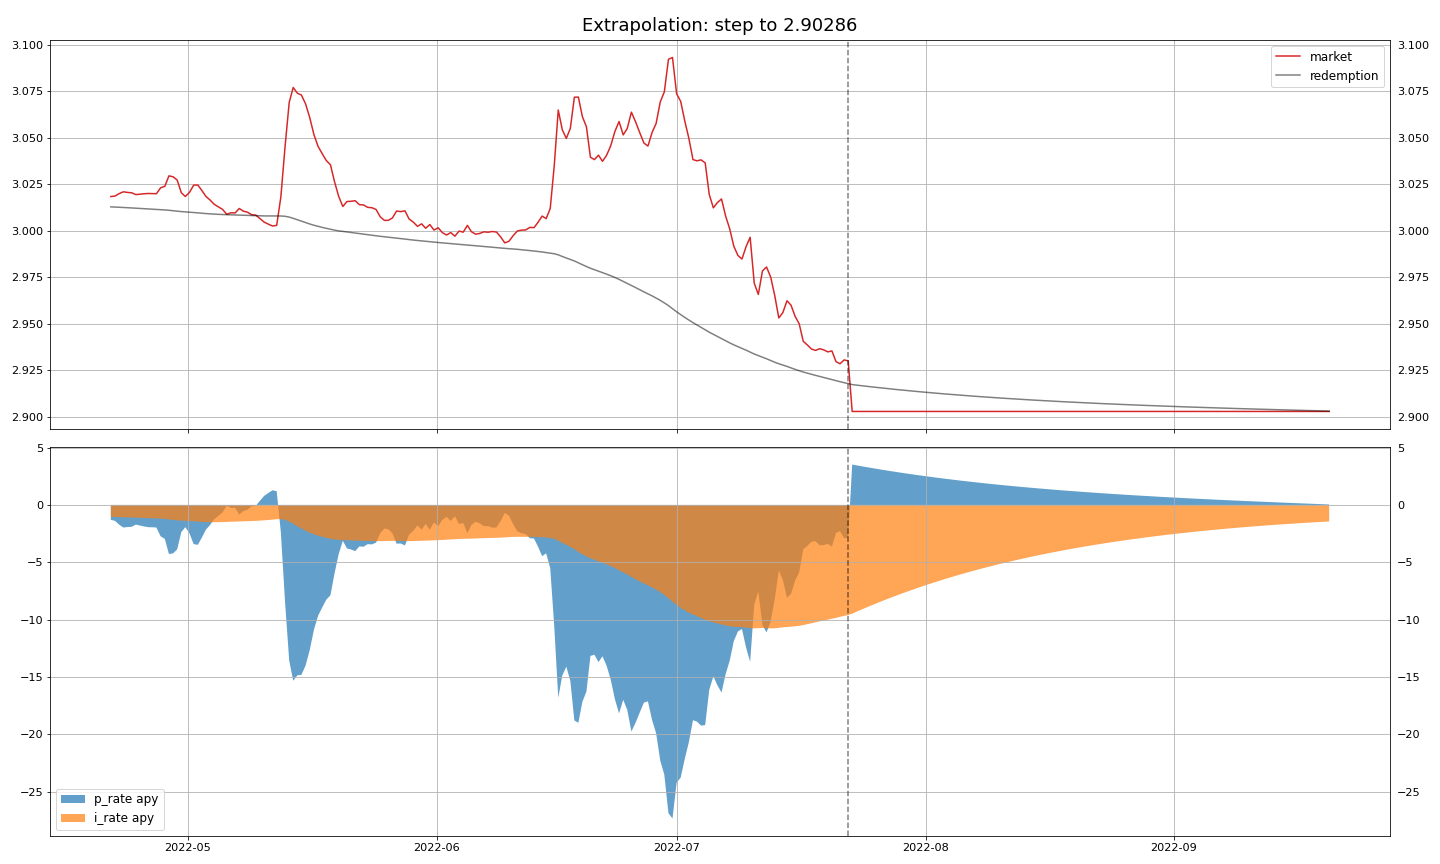 Extrapolation: step to 2.90286
3.100 3.100
3.075 3.075
3.050 3.050
3.025 3.025
3.000 3.000
2.975 2.975
2.950 2.950
2.925 2.925
2.900 2.900
market
redemption
5 5
0 0
−5 −5
−10 −10
−15 −15
−20 −20
−25 −25
p_rate apy
i_rate apy
2022-05 2022-06 2022-07 2022-08 2022-09